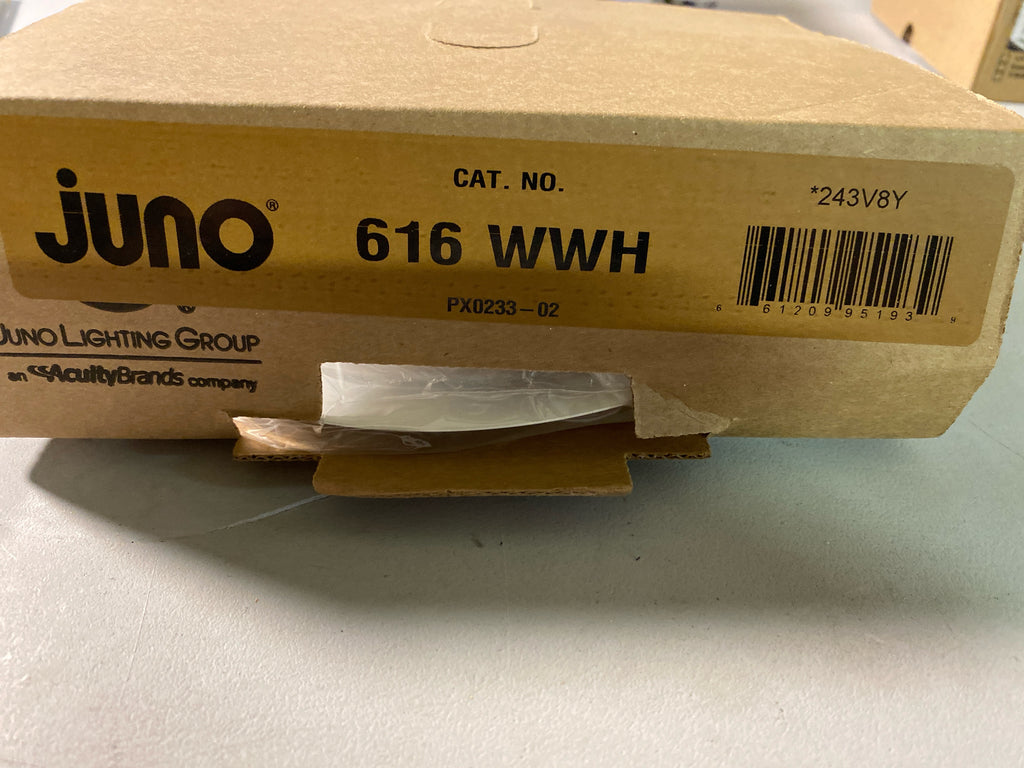 juno®
CAT. NO.
616 WWH
PX0233-02
*243V8Y
6 61209 95193 9
®
JUNO LIGHTING GROUP
an AcuityBrands company